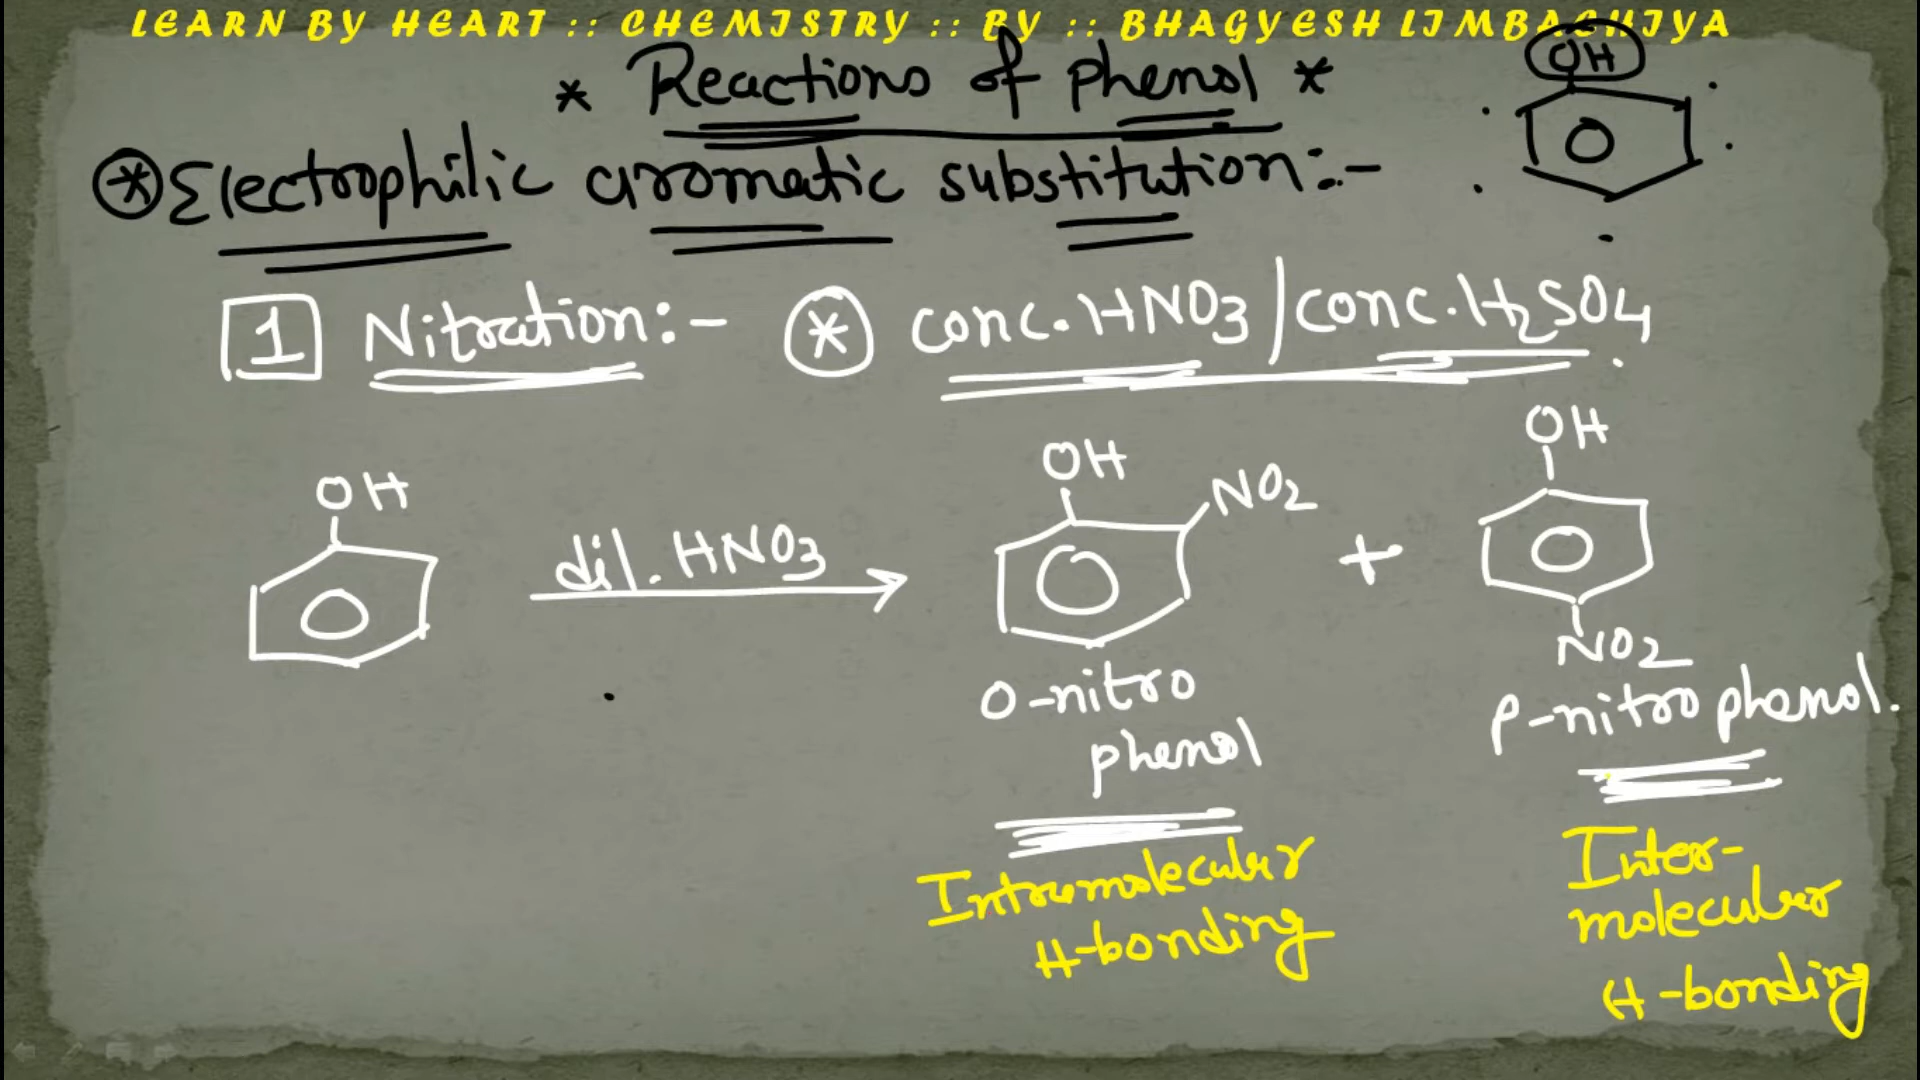 LEARN BY HEART :: CHEMISTRY :: BY :: BHAGYESH LIMBACHIYA
* Reactions of phenol *
OH
* Electrophilic aromatic substitution:-
1 Nitration:- * conc. HNO3 / conc. H2SO4
OH
dil. HNO3
OH
NO2
+
OH
NO2
O-nitro
phenol
p-nitro phenol.
Intramolecular
H-bonding
Inter-
molecular
H-bonding